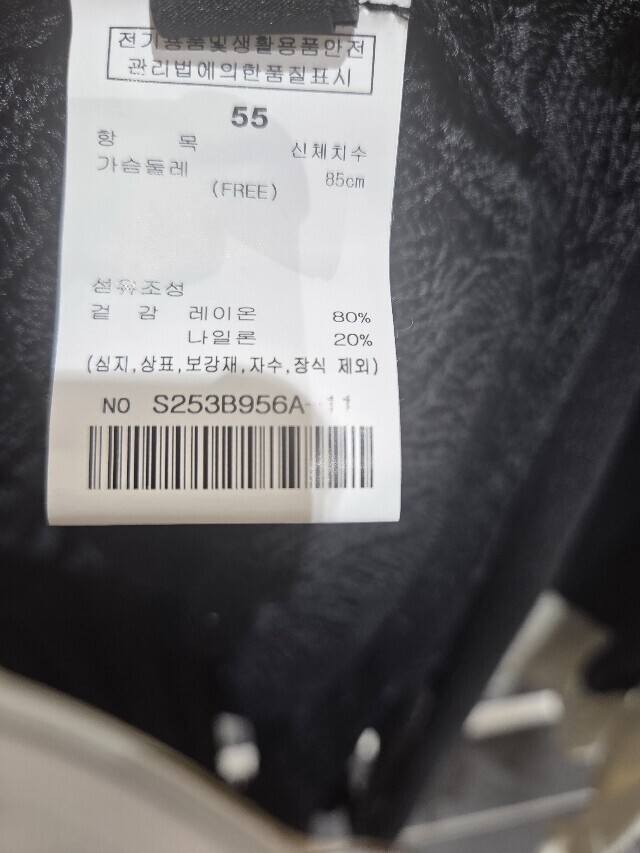 전기용품및생활용품안전
관리법에의한품질표시
55
항 목 신체치수
가슴둘레 85cm
(FREE)
섬유조성
겉 감 레이온 80%
나일론 20%
(심지,상표,보강재,자수,장식 제외)
NO S253B956A-11